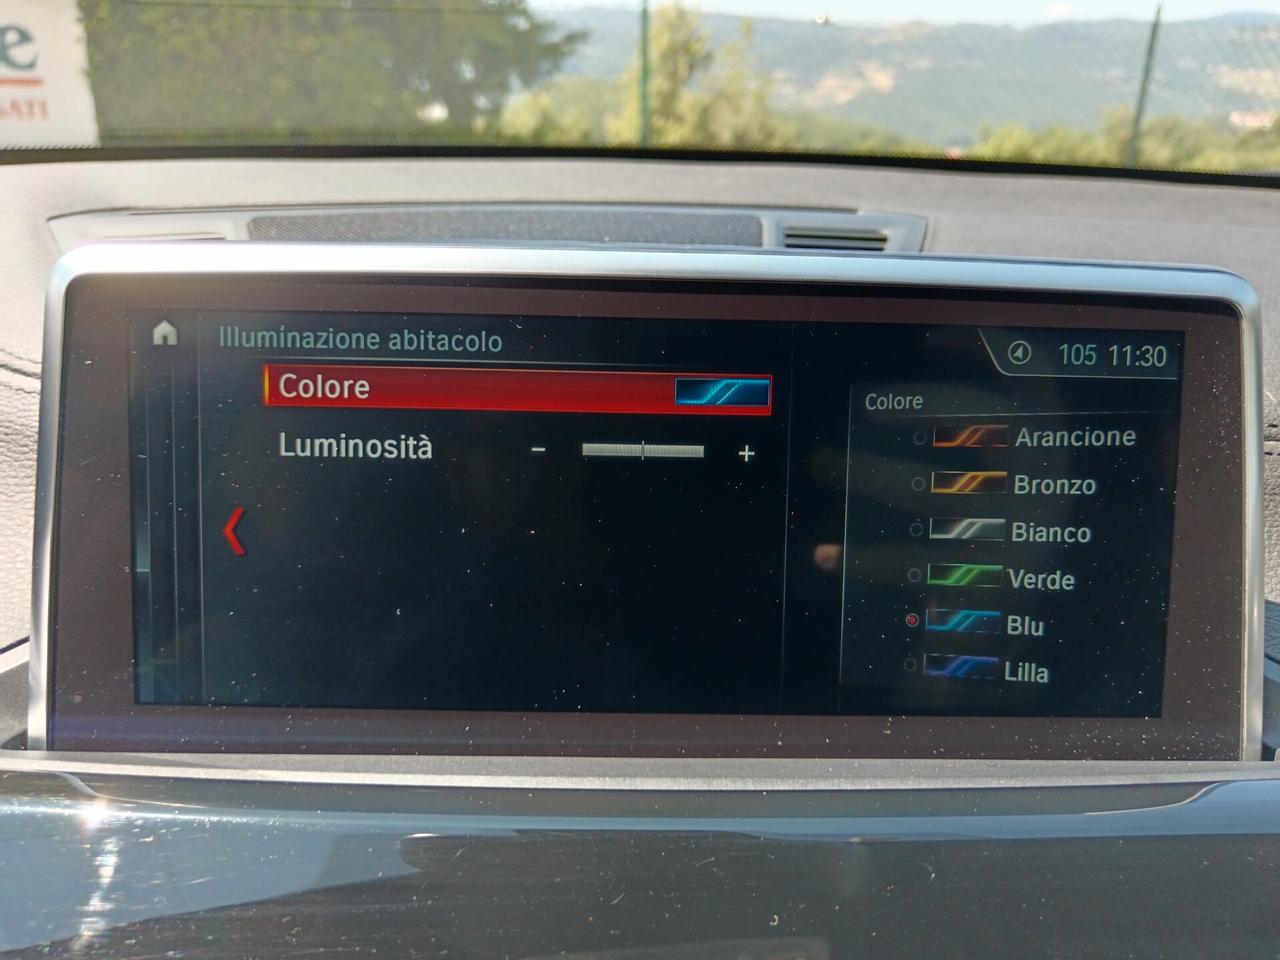 Illuminazione abitacolo
105 11:30
Colore
Luminosità
- +
Colore
Arancione
Bronzo
Bianco
Verde
Blu
Lilla